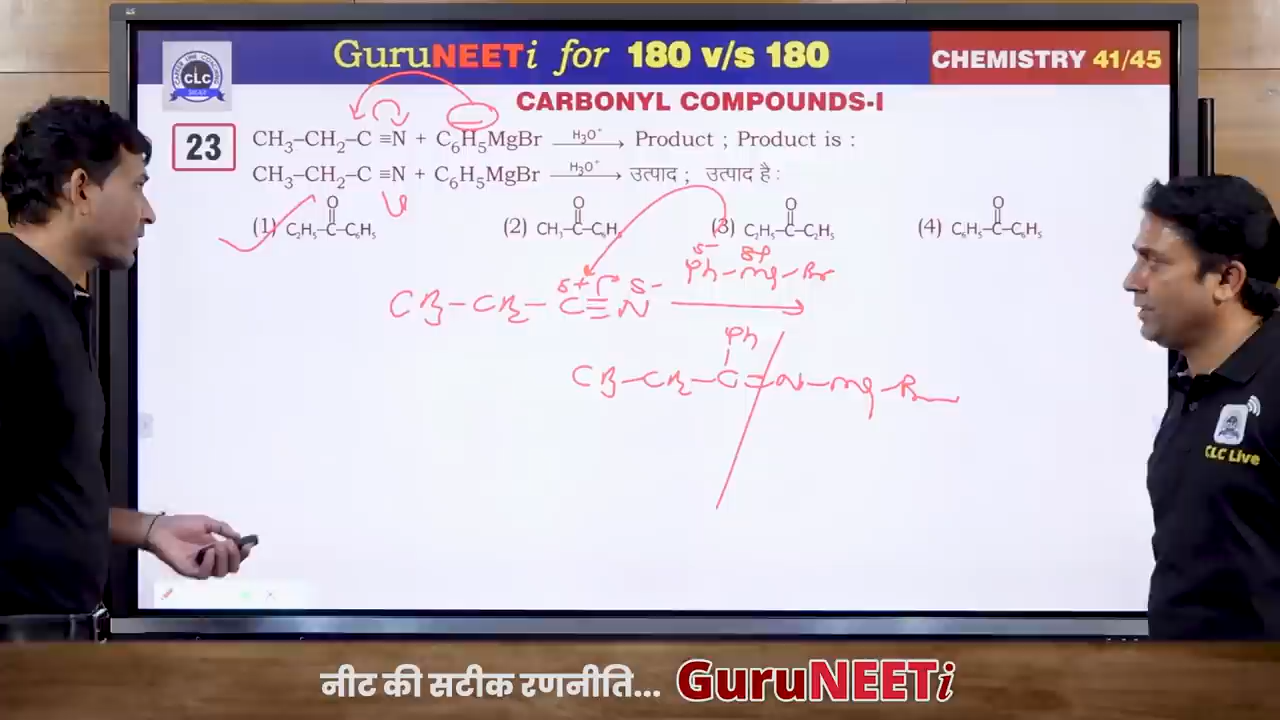 GuruNEETi for 180 v/s 180
CHEMISTRY 41/45
CLC
CARBONYL COMPOUNDS-I
23
CH₃–CH₂–C ≡N + C₆H₅MgBr —H₃O⁺→ Product ; Product is :
CH₃–CH₂–C ≡N + C₆H₅MgBr —H₃O⁺→ उत्पाद ; उत्पाद है :
(1) C₂H₅–C(=O)–C₆H₅ (2) CH₃–C(=O)–C₆H₅ (3) C₂H₅–C(=O)–C₂H₅ (4) C₆H₅–C(=O)–C₆H₅
δ– δ+
Ph–Mg–Br
δ+ δ–
CH₃–CH₂–C≡N →
Ph
CH₃–CH₂–C=N–Mg–Br
CLC Live
नीट की सटीक रणनीति... GuruNEETi